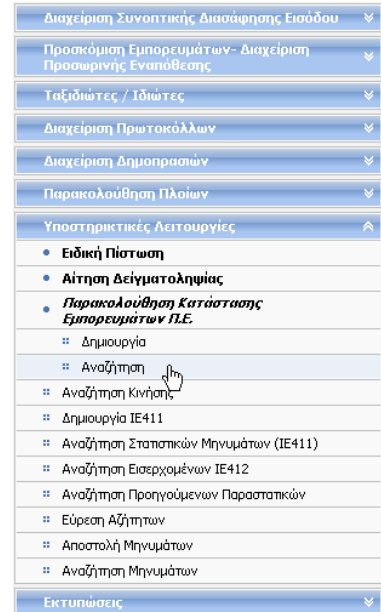 Διαχείριση Συνοπτικής Διασάφησης Εισόδου
Προσκόμιση Εμπορευμάτων- Διαχείριση
Προσωρινής Εναπόθεσης
Ταξιδιώτες / Ιδιώτες
Διαχείριση Πρωτοκόλλων
Διαχείριση Δημοπρασιών
Παρακολούθηση Πλοίων
Υποστηρικτικές Λειτουργίες
Ειδική Πίστωση
Αίτηση Δείγματοληψίας
Παρακολούθηση Κατάστασης
Εμπορευμάτων Π.Ε.
Δημιουργία
Αναζήτηση
Αναζήτηση Κινήσης
Δημιουργία ΙΕ411
Αναζήτηση Στατιστικών Μηνυμάτων (ΙΕ411)
Αναζήτηση Εισερχομένων ΙΕ412
Αναζήτηση Προηγούμενων Παραστατικών
Εύρεση Αζήτητων
Αποστολή Μηνυμάτων
Αναζήτηση Μηνυμάτων
Εκτυπώσεις